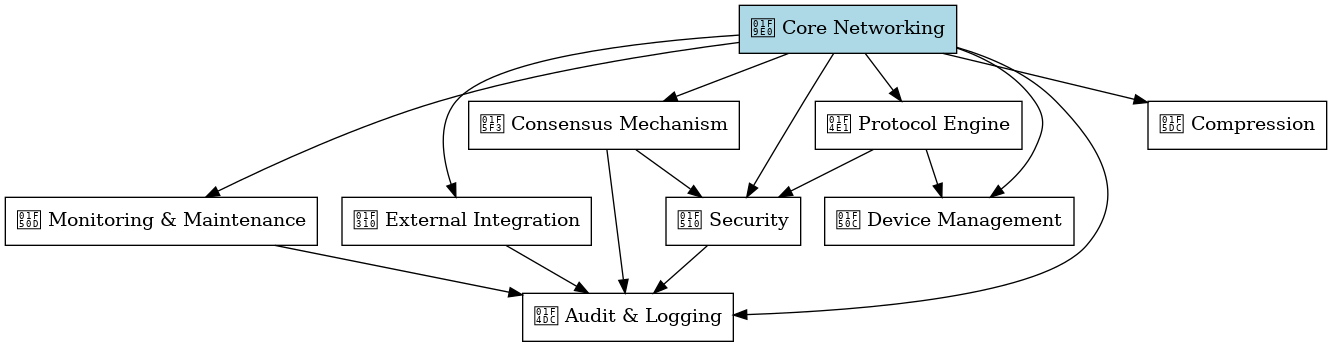 🧠 Core Networking
🗳 Consensus Mechanism
📡 Protocol Engine
🗜 Compression
🔍 Monitoring & Maintenance
🌐 External Integration
🔐 Security
🔌 Device Management
📜 Audit & Logging